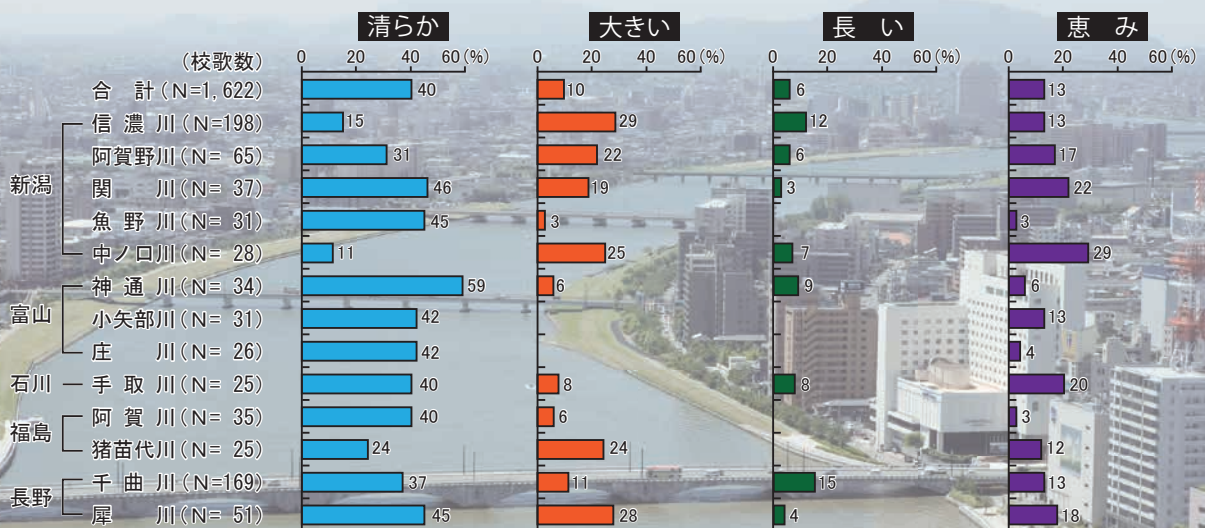 清らか 大きい 長い 恵み
(校歌数) 0 20 40 60(%) 0 20 40 60(%) 0 20 40 60(%) 0 20 40 60(%)
合計(N=1,622) 40 10 6 13
信濃川(N=198) 15 29 12 13
阿賀野川(N= 65) 31 22 6 17
新潟 関川(N= 37) 46 19 3 22
魚野川(N= 31) 45 3 3
中ノ口川(N= 28) 11 25 7 29
神通川(N= 34) 59 6 9 6
富山 小矢部川(N= 31) 42 13
庄川(N= 26) 42 4
石川 手取川(N= 25) 40 8 8 20
福島 阿賀川(N= 35) 40 6 3
猪苗代川(N= 25) 24 24 12
長野 千曲川(N=169) 37 11 15 13
犀川(N= 51) 45 28 4 18